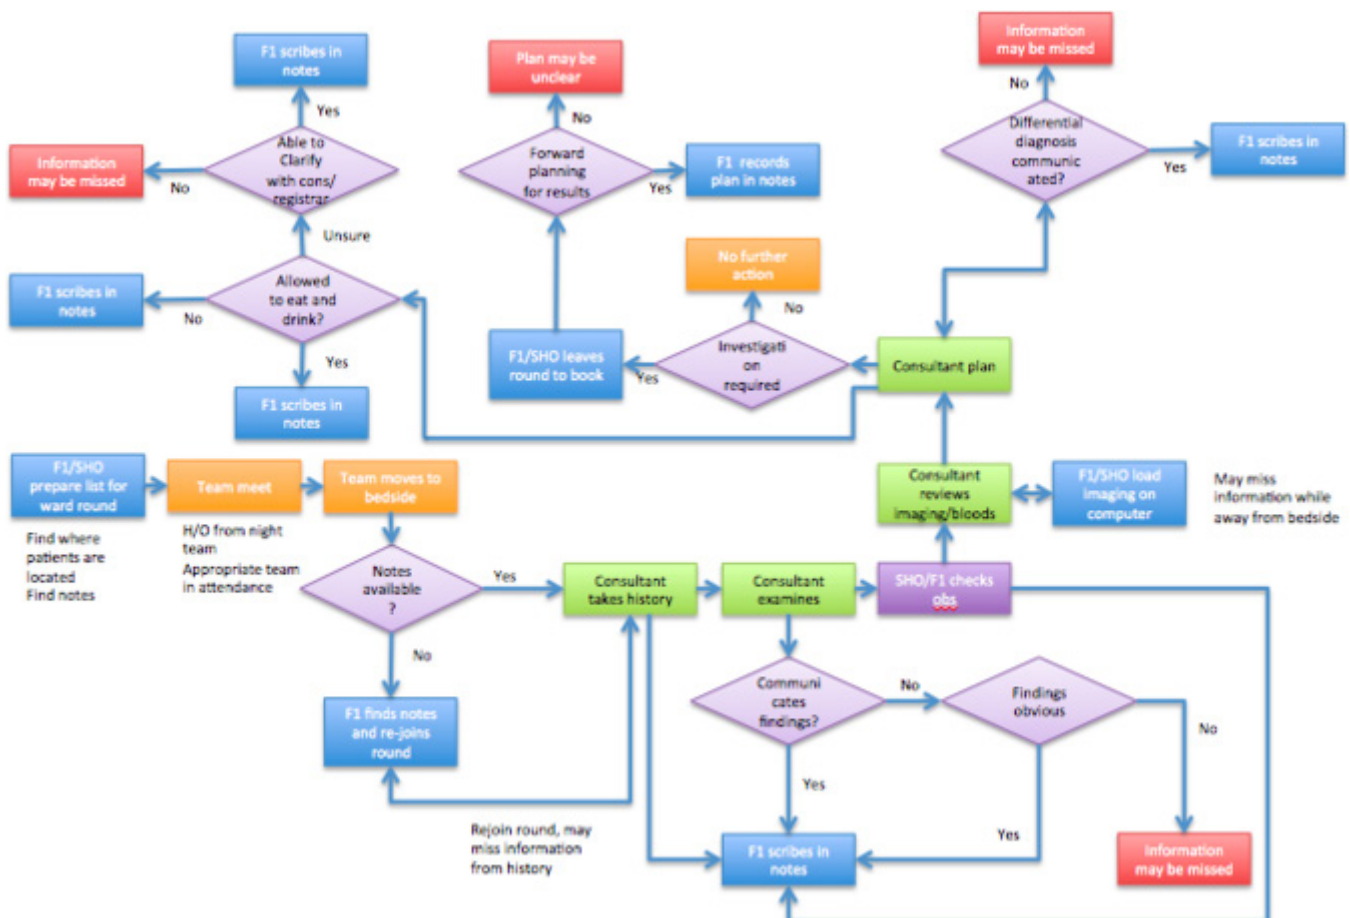 F1 scribes in
notes
Yes
Able to
Clarify
with cons/
registrar
No
Information
may be missed
Unsure
Allowed
to eat and
drink?
No
F1 scribes in
notes
Yes
F1 scribes in
notes
Plan may be
unclear
No
Forward
planning
for results
Yes
F1 records
plan in notes
No further
action
No
Investigati
on
required
Yes
F1/SHO leaves
round to book
Information
may be missed
No
Differential
diagnosis
communic
ated?
Yes
F1 scribes in
notes
Consultant plan
F1/SHO
prepare list for
ward round
Find where
patients are
located
Find notes
Team meet
H/O from night
team
Appropriate team
in attendance
Team moves to
bedside
Notes
available
?
Yes
No
F1 finds notes
and re-joins
round
Rejoin round, may
miss information
from history
Consultant
takes history
Consultant
examines
SHO/F1 checks
obs
Consultant
reviews
imaging/bloods
F1/SHO load
imaging on
computer
May miss
information while
away from bedside
Communi
cates
findings?
No
Findings
obvious
No
Yes
Yes
F1 scribes in
notes
Information
may be missed